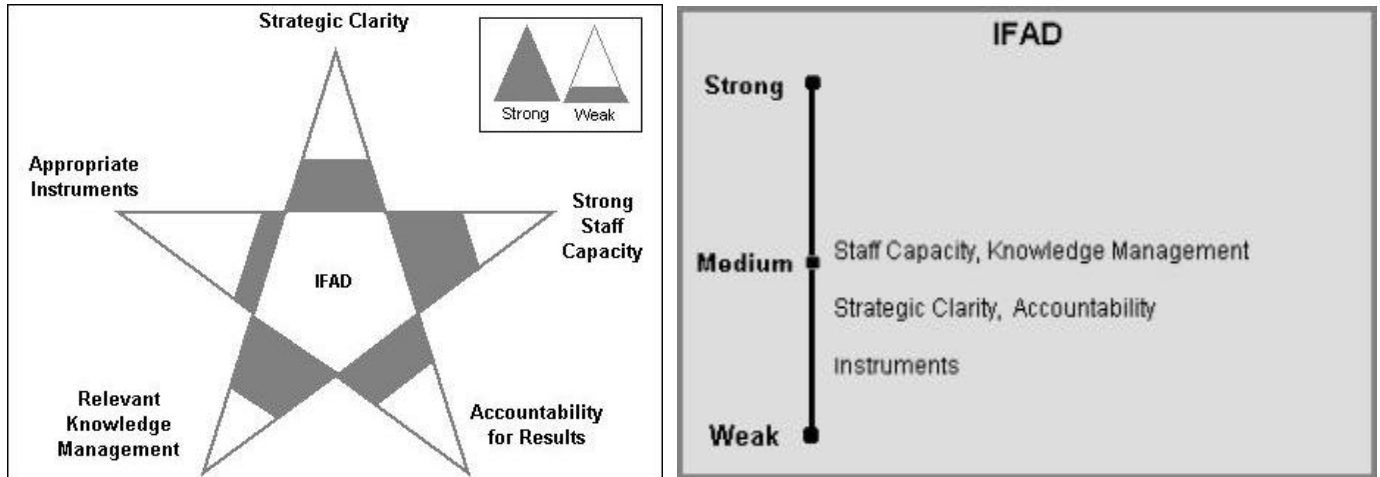 Strategic Clarity
Strong
Weak
Appropriate
Instruments
Strong
Staff
Capacity
IFAD
Relevant
Knowledge
Management
Accountability
for Results
IFAD
Strong
Medium
Staff Capacity, Knowledge Management
Strategic Clarity, Accountability
Instruments
Weak